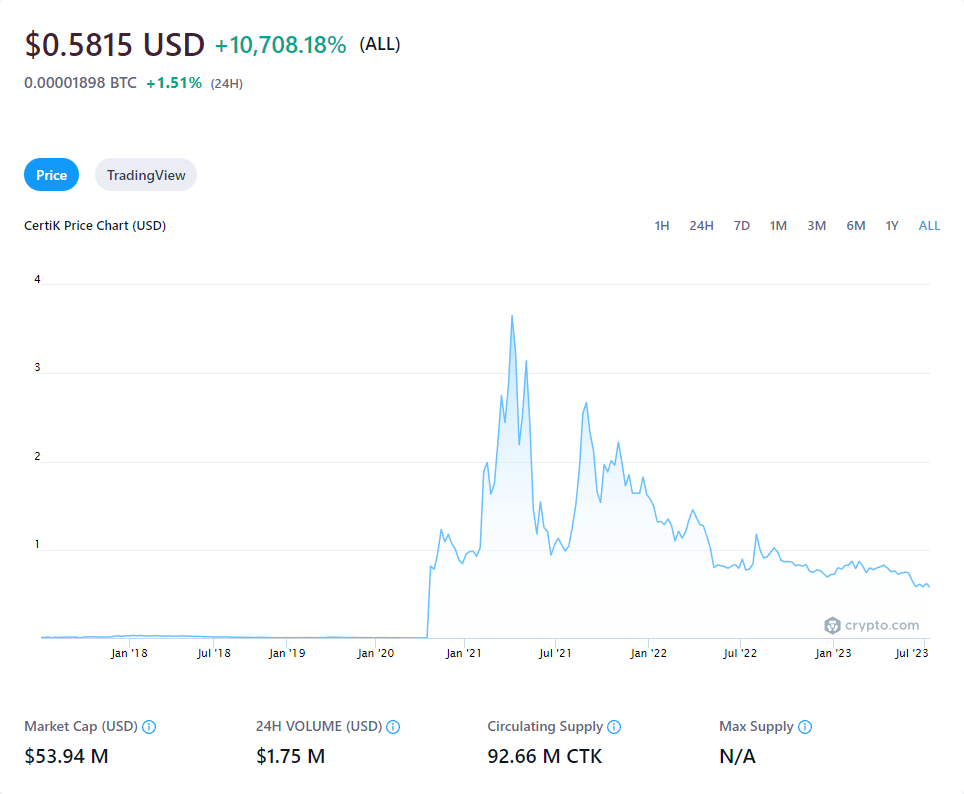 $0.5815 USD +10,708.18% (ALL)
0.00001898 BTC +1.51% (24H)
Price TradingView
CertiK Price Chart (USD) 1H 24H 7D 1M 3M 6M 1Y ALL
4
3
2
1
crypto.com
Jan '18 Jul '18 Jan '19 Jan '20 Jan '21 Jul '21 Jan '22 Jul '22 Jan '23 Jul '23
Market Cap (USD) 24H VOLUME (USD) Circulating Supply Max Supply
$53.94 M $1.75 M 92.66 M CTK N/A